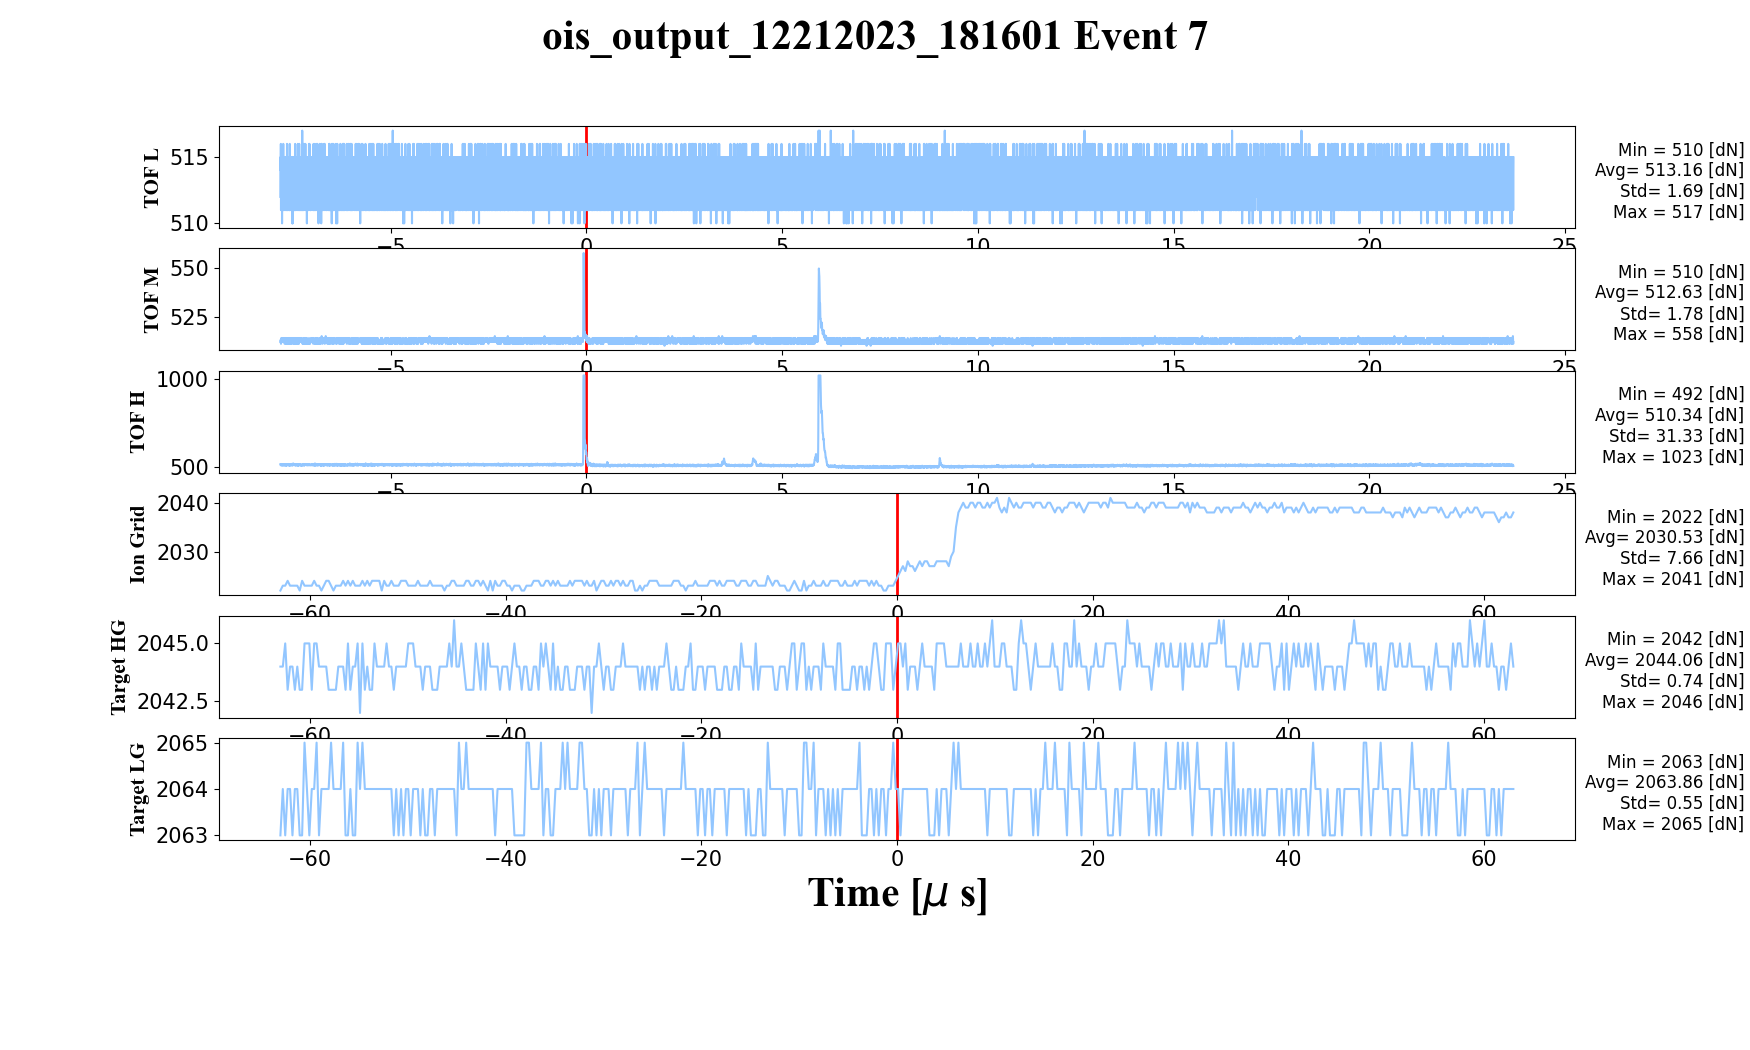 ois_output_12212023_181601 Event 7
TOF L
515
510
−5 0 5 10 15 20 25
Min = 510 [dN]
Avg= 513.16 [dN]
Std= 1.69 [dN]
Max = 517 [dN]
TOF M
550
525
−5 0 5 10 15 20 25
Min = 510 [dN]
Avg= 512.63 [dN]
Std= 1.78 [dN]
Max = 558 [dN]
TOF H
1000
500
−5 0 5 10 15 20 25
Min = 492 [dN]
Avg= 510.34 [dN]
Std= 31.33 [dN]
Max = 1023 [dN]
Ion Grid
2040
2030
−60 −40 −20 0 20 40 60
Min = 2022 [dN]
Avg= 2030.53 [dN]
Std= 7.66 [dN]
Max = 2041 [dN]
Target HG
2045.0
2042.5
−60 −40 −20 0 20 40 60
Min = 2042 [dN]
Avg= 2044.06 [dN]
Std= 0.74 [dN]
Max = 2046 [dN]
Target LG
2065
2064
2063
−60 −40 −20 0 20 40 60
Min = 2063 [dN]
Avg= 2063.86 [dN]
Std= 0.55 [dN]
Max = 2065 [dN]
Time [μ s]